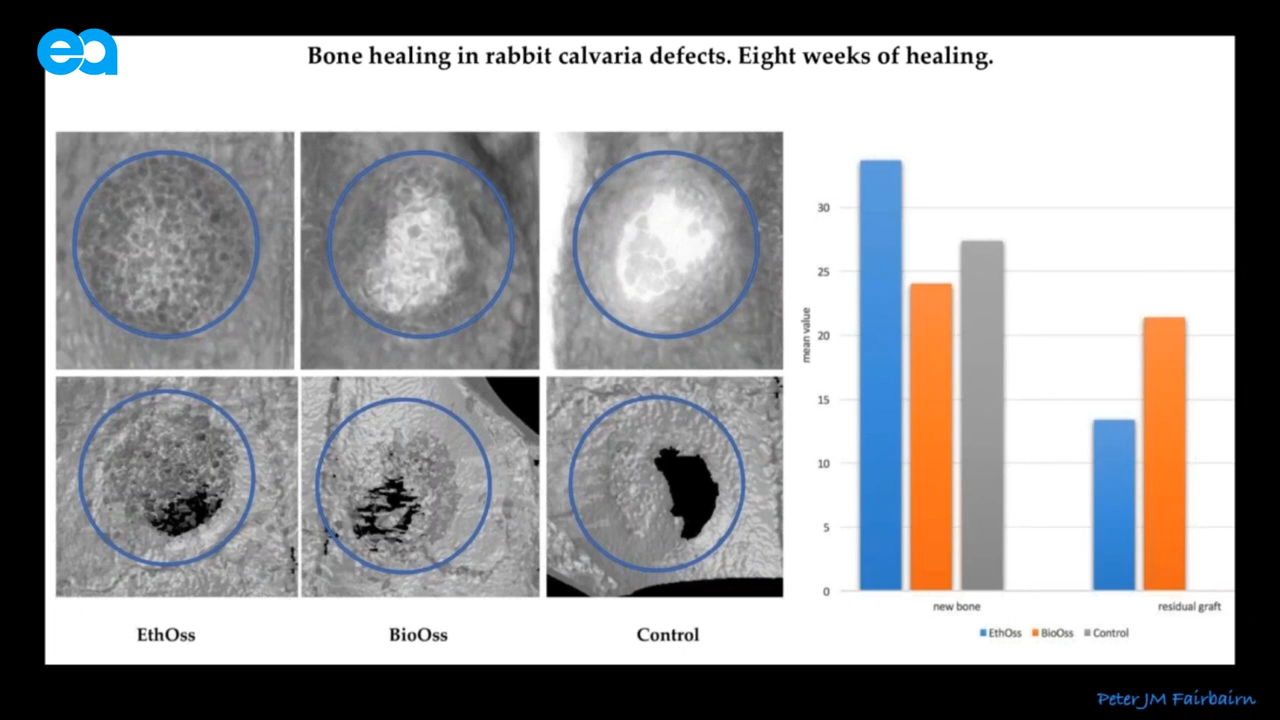 ea
Bone healing in rabbit calvaria defects. Eight weeks of healing.
EthOss
BioOss
Control
mean value
30
25
20
15
10
5
0
new bone
residual graft
EthOss BioOss Control
Peter JM Fairbairn